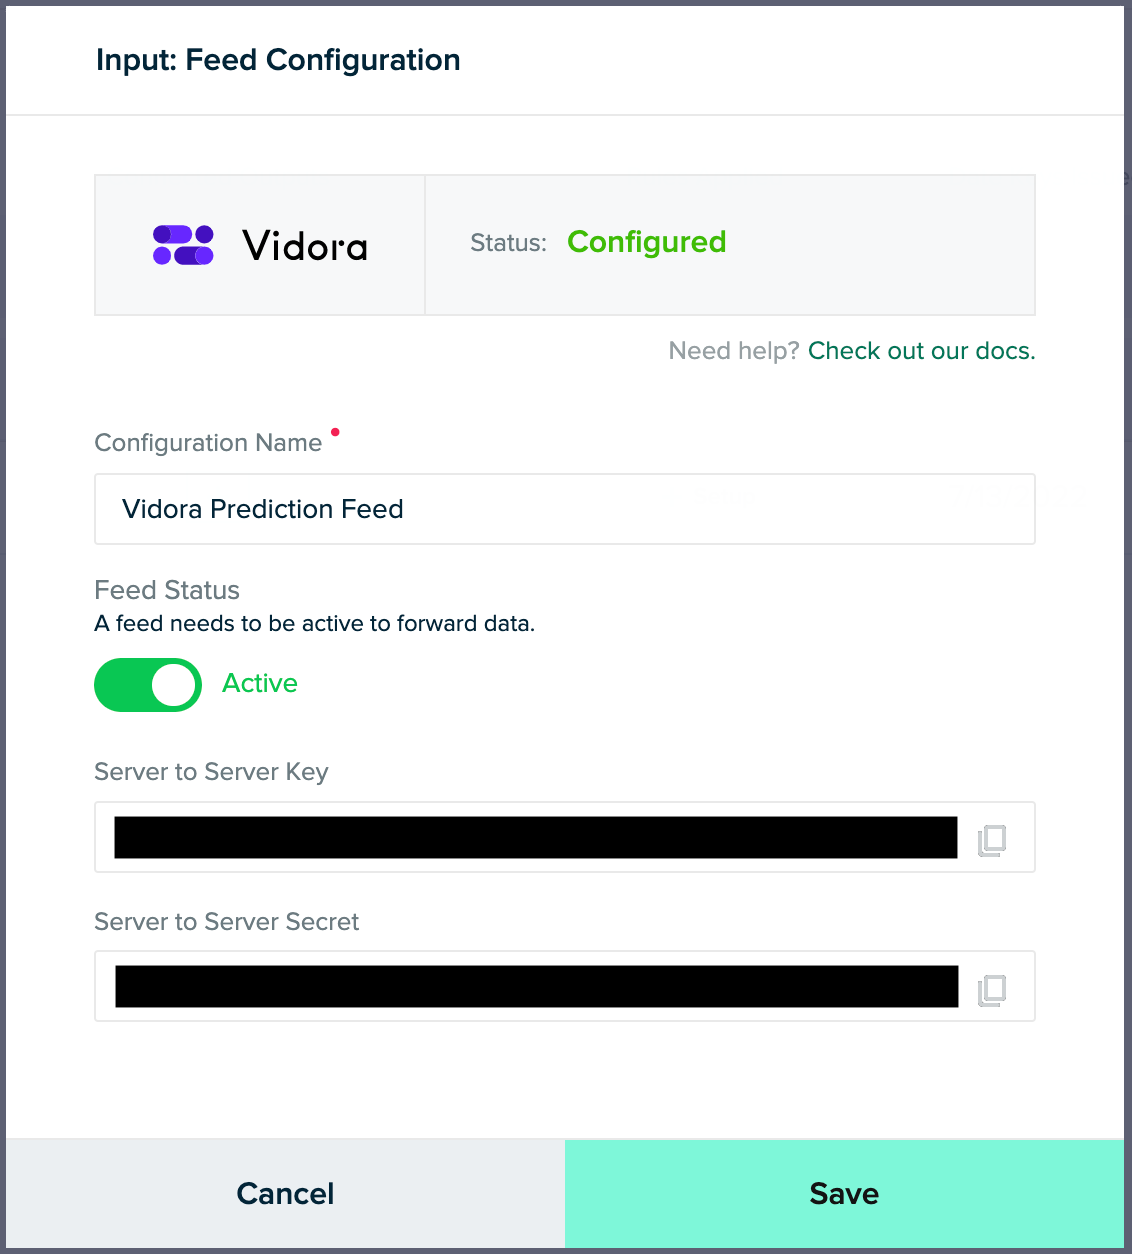 Input: Feed Configuration
Vidora
Status: Configured
Need help? Check out our docs.
Configuration Name
Vidora Prediction Feed
Feed Status
A feed needs to be active to forward data.
Active
Server to Server Key
Server to Server Secret
Cancel
Save